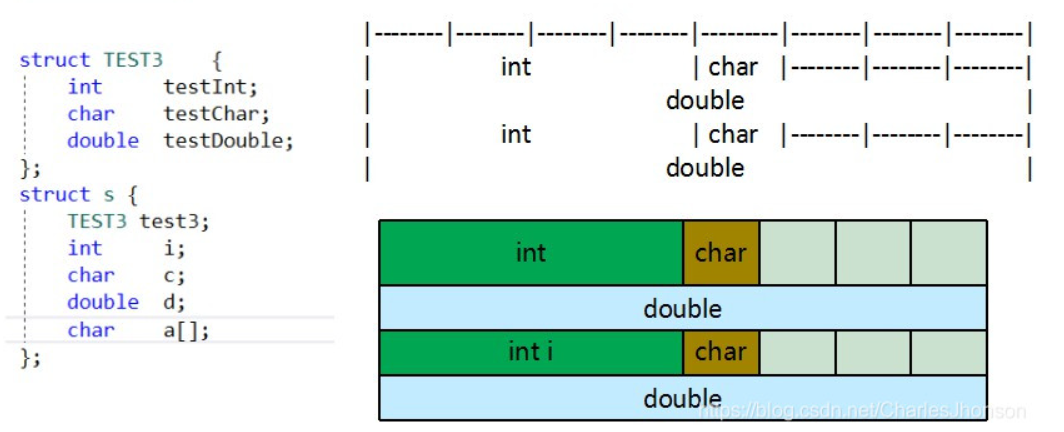 struct TEST3 {
int testInt;
char testChar;
double testDouble;
};
struct s {
TEST3 test3;
int i;
char c;
double d;
char a[];
};
|--------|--------|--------|--------|---------|--------|--------|--------|
| int | char |--------|--------|--------|
| double |
| int | char |--------|--------|--------|
| double |
int char
double
int i char
double
https://blog.csdn.net/CharlesJhonson